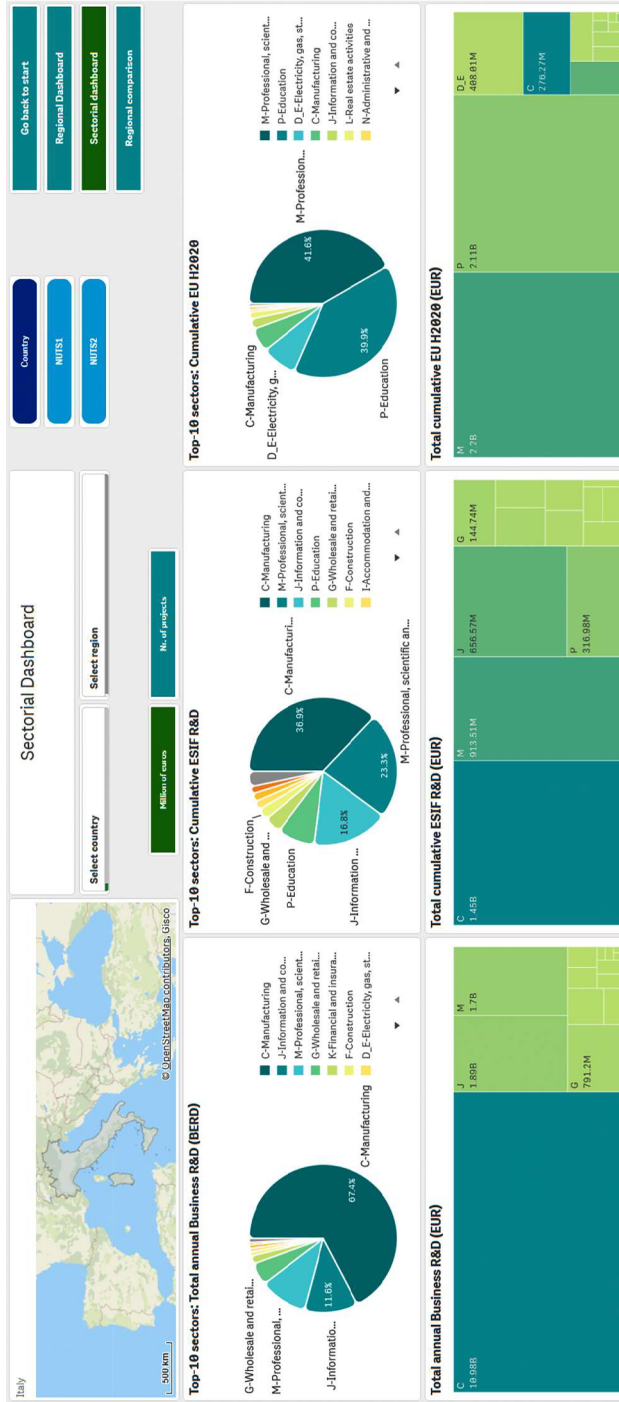 Italy
500 km
© OpenStreetMap contributors, Gisco
Sectorial Dashboard
Select country
Select region
Million of euros
Nr. of projects
Country
NUTS1
NUTS2
Go back to start
Regional Dashboard
Sectorial dashboard
Regional comparison
Top-10 sectors: Total annual Business R&D (BERD)
G-Wholesale and retai...
M-Professional, ...
J-Informatio...
11.6%
67.4%
C-Manufacturing
C-Manufacturing
J-Information and co...
M-Professional, scient...
G-Wholesale and retai...
K-Financial and insura...
F-Construction
D_E-Electricity, gas, st...
Top-10 sectors: Cumulative ESIF R&D
F-Construction
G-Wholesale and ...
P-Education
J-Information ...
16.8%
23.3%
36.9%
C-Manufacturi...
M-Professional, scientific an...
C-Manufacturing
M-Professional, scient...
J-Information and co...
P-Education
G-Wholesale and retai...
F-Construction
I-Accommodation and...
Top-10 sectors: Cumulative EU H2020
C-Manufacturing
D_E-Electricity, g...
P-Education
39.9%
41.6%
M-Profession...
M-Professional, scient...
P-Education
D_E-Electricity, gas, st...
C-Manufacturing
J-Information and co...
L-Real estate activities
N-Administrative and ...
Total annual Business R&D (EUR)
C
10.98B
J
1.89B
M
1.7B
G
791.2M
Total cumulative ESIF R&D (EUR)
C
1.45B
M
913.51M
J
656.57M
P
316.98M
G
144.74M
Total cumulative EU H2020 (EUR)
M
2.2B
P
2.11B
D_E
408.01M
C
276.27M